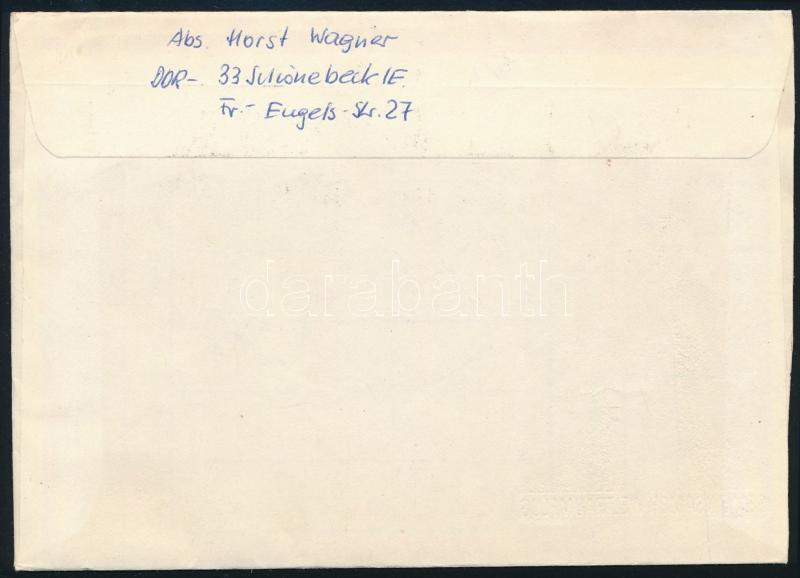 Abs. Horst Wagner
DDR- 33 Schönebeck/E.
Fr.- Engels-Str. 27
darabanth